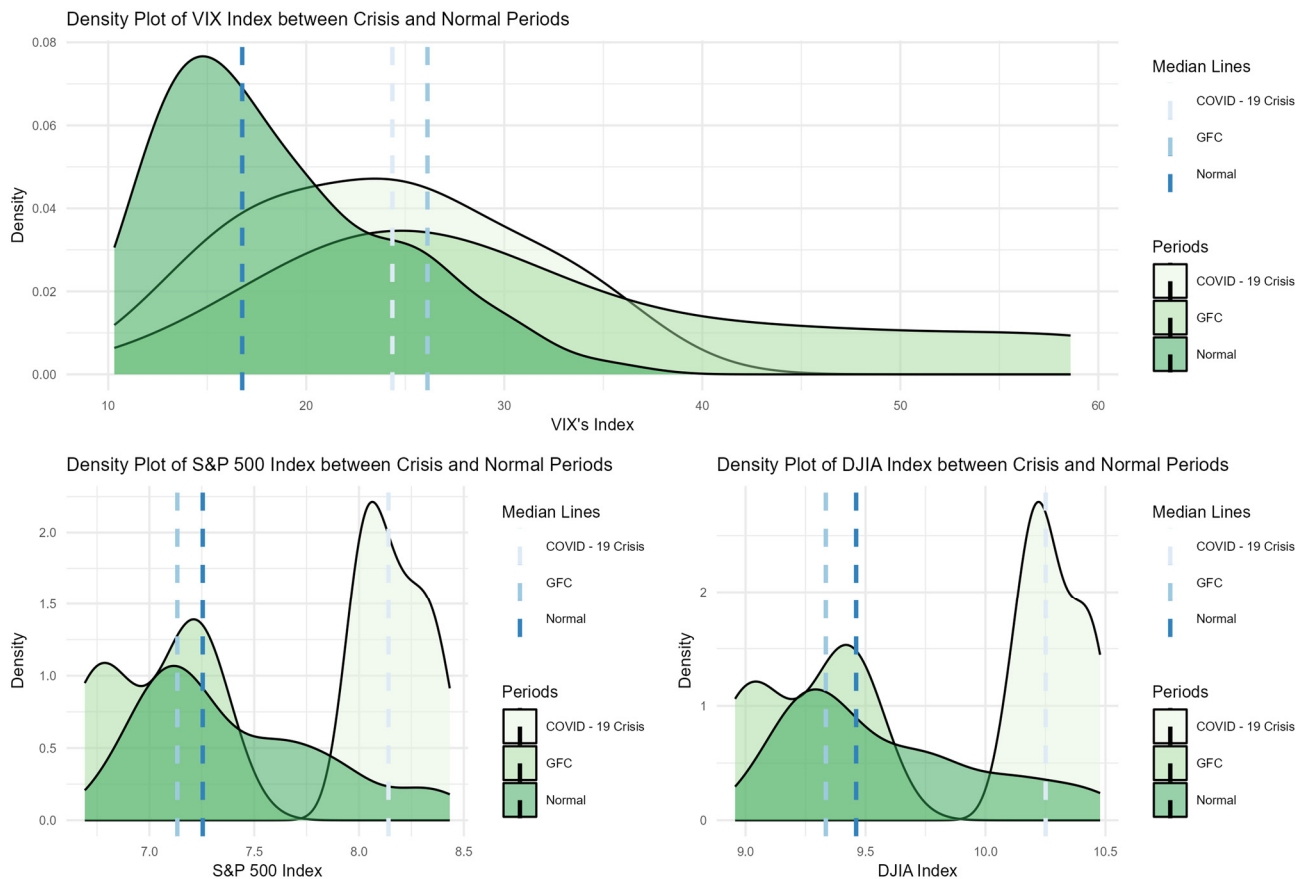 Density Plot of VIX Index between Crisis and Normal Periods
Density
0.08
0.06
0.04
0.02
0.00
10 20 30 40 50 60
VIX's Index
Median Lines
COVID - 19 Crisis
GFC
Normal
Periods
COVID - 19 Crisis
GFC
Normal
Density Plot of S&P 500 Index between Crisis and Normal Periods
Density
2.0
1.5
1.0
0.5
0.0
7.0 7.5 8.0 8.5
S&P 500 Index
Median Lines
COVID - 19 Crisis
GFC
Normal
Periods
COVID - 19 Crisis
GFC
Normal
Density Plot of DJIA Index between Crisis and Normal Periods
Density
2
1
0
9.0 9.5 10.0 10.5
DJIA Index
Median Lines
COVID - 19 Crisis
GFC
Normal
Periods
COVID - 19 Crisis
GFC
Normal